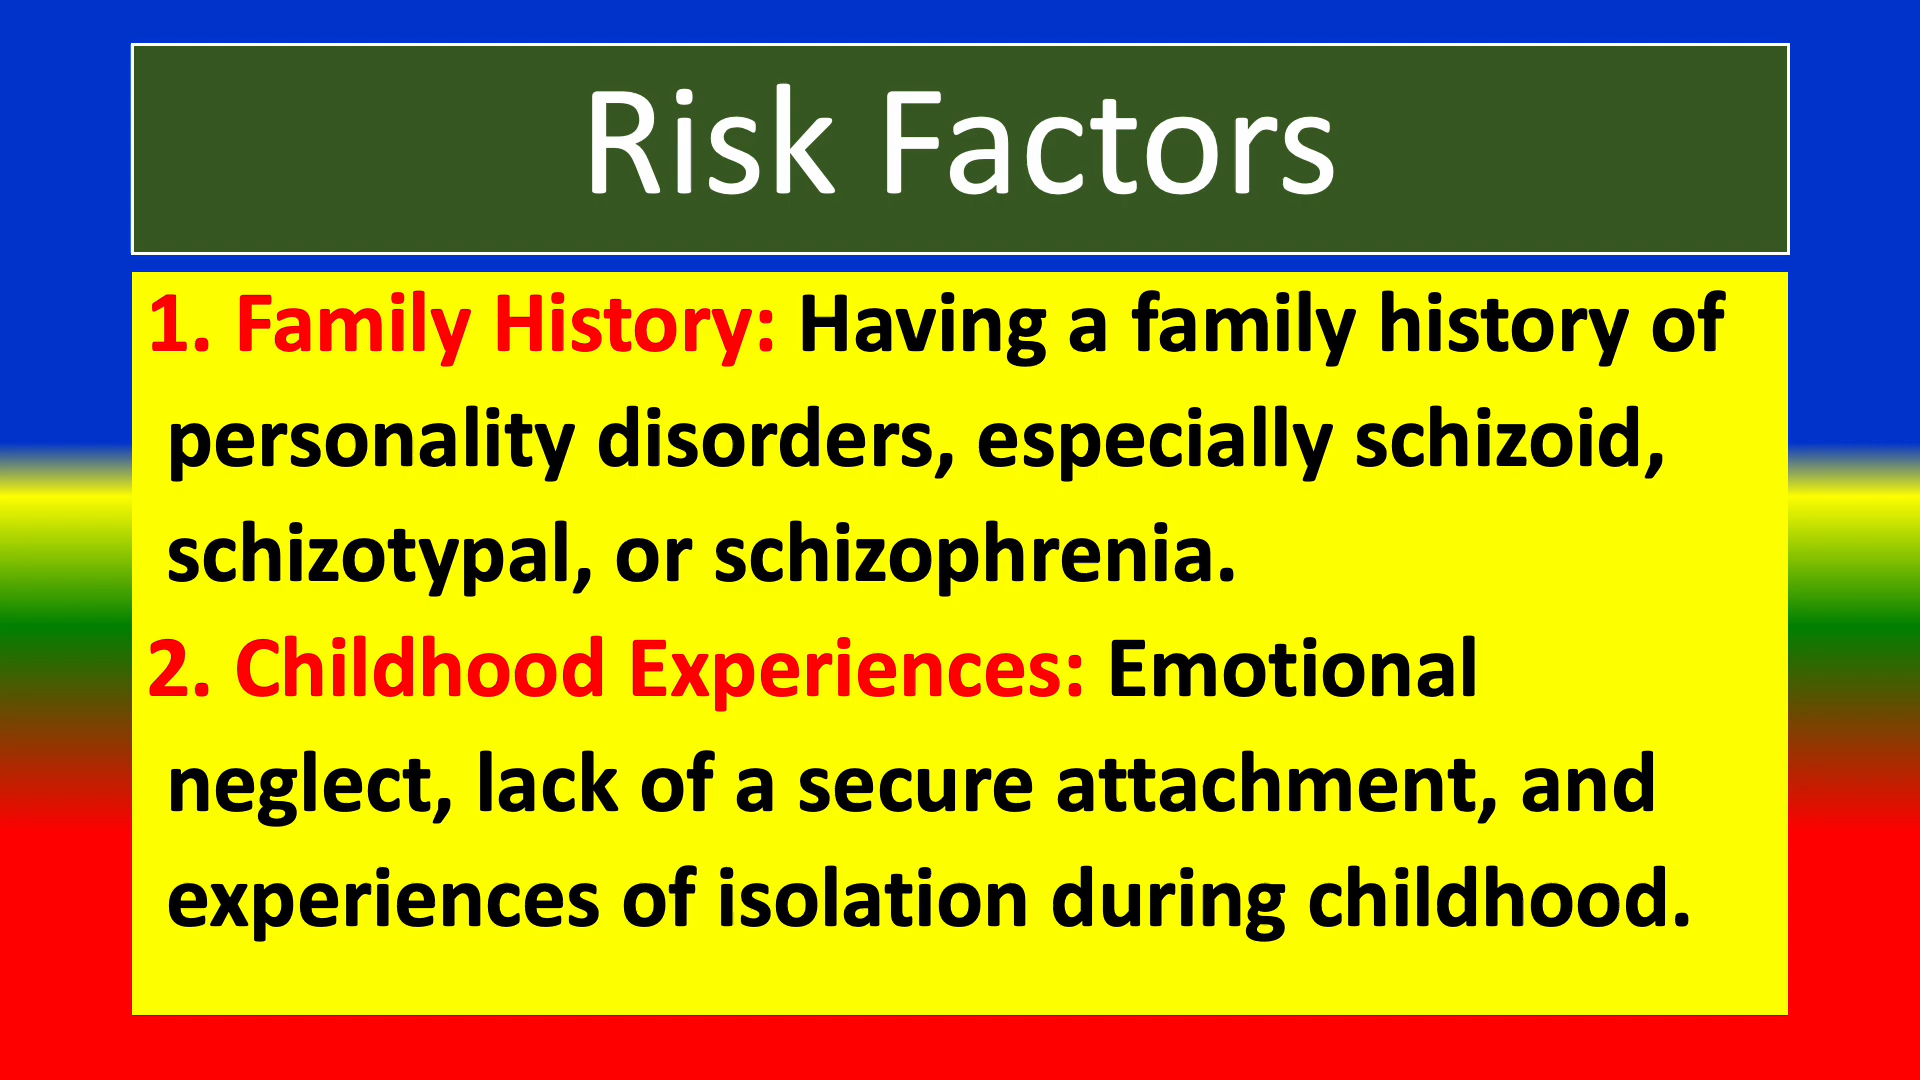 Risk Factors
1. Family History: Having a family history of
personality disorders, especially schizoid,
schizotypal, or schizophrenia.
2. Childhood Experiences: Emotional
neglect, lack of a secure attachment, and
experiences of isolation during childhood.